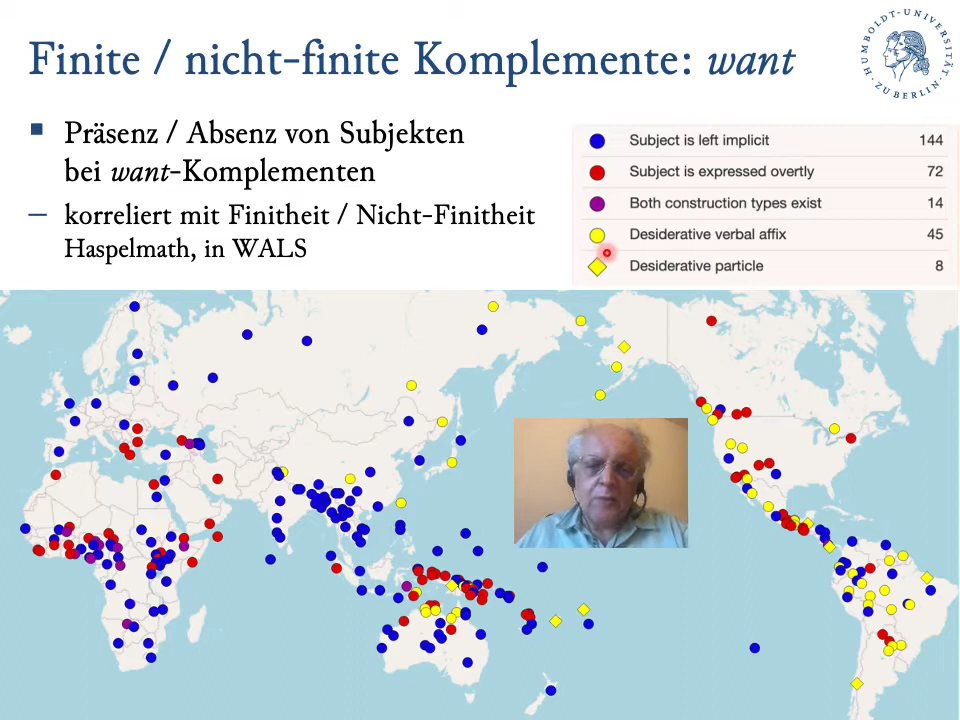 Finite / nicht-finite Komplemente: want
HUMBOLDT-UNIVERSITÄT
ZU BERLIN
▪ Präsenz / Absenz von Subjekten
bei want-Komplementen
– korreliert mit Finitheit / Nicht-Finitheit
Haspelmath, in WALS
Subject is left implicit 144
Subject is expressed overtly 72
Both construction types exist 14
Desiderative verbal affix 45
Desiderative particle 8